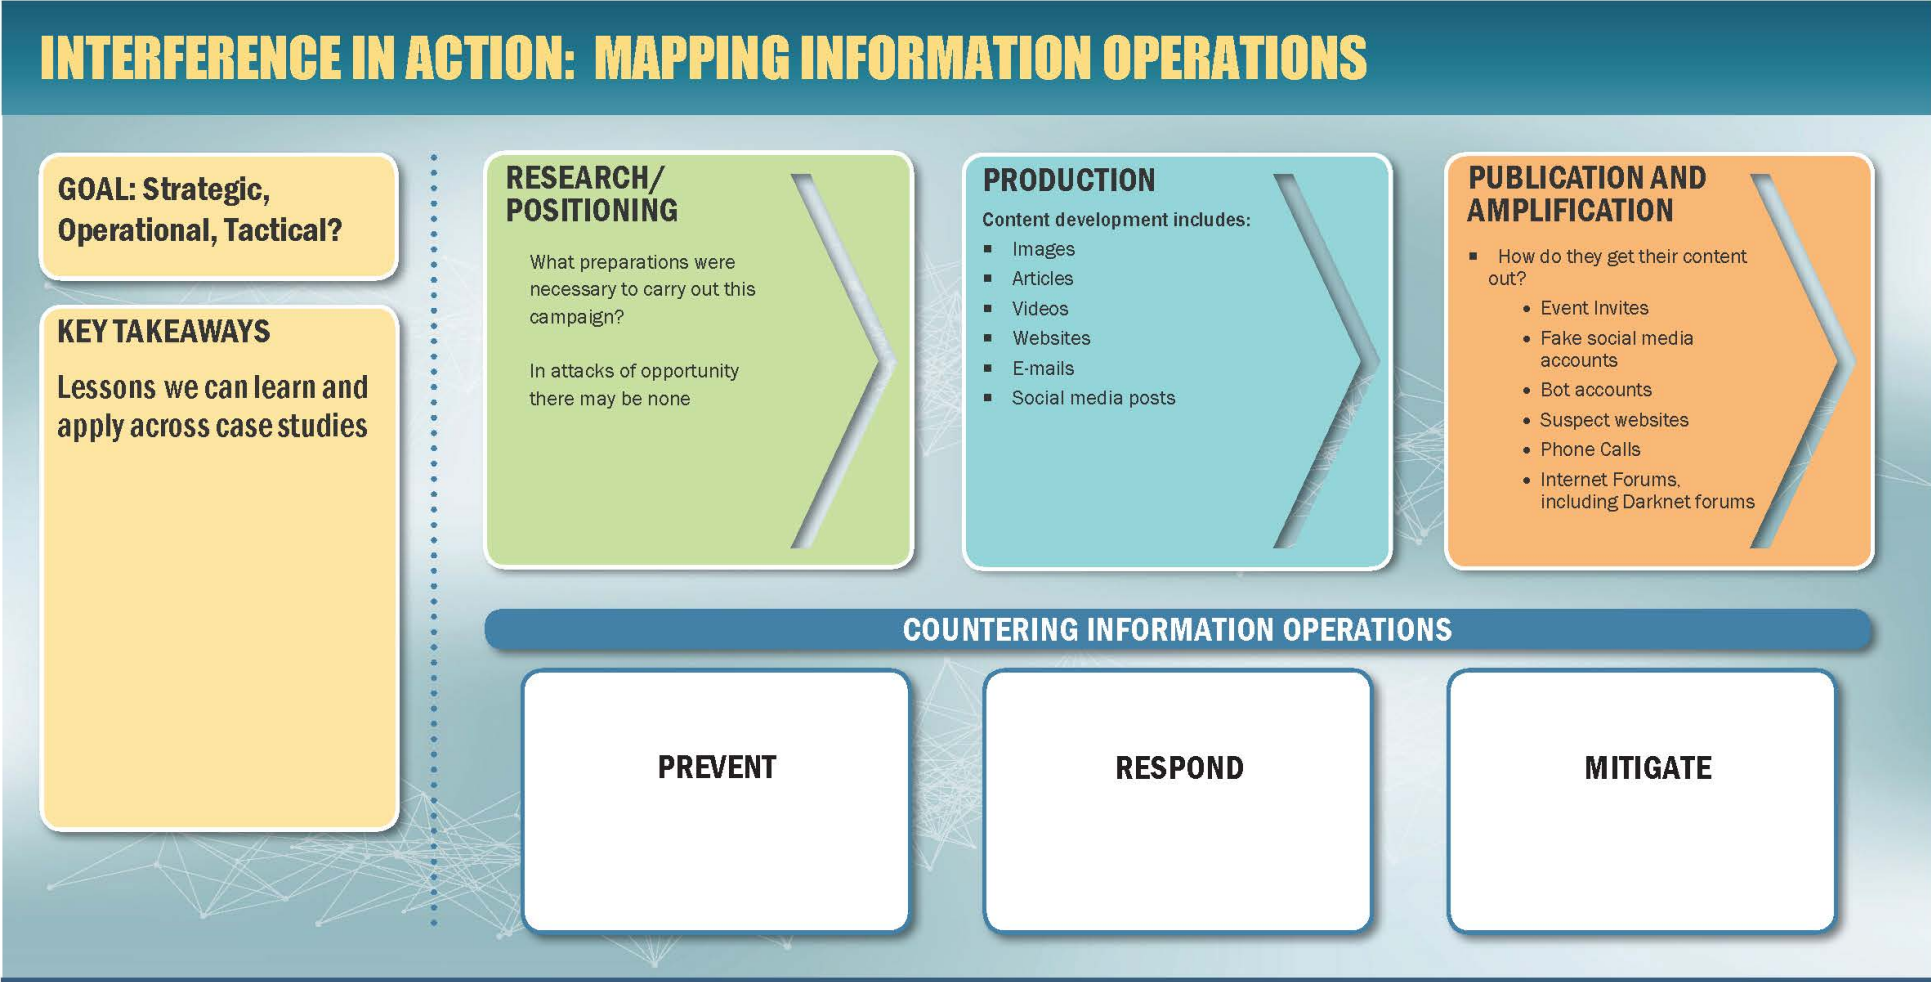 INTERFERENCE IN ACTION: MAPPING INFORMATION OPERATIONS
GOAL: Strategic,
Operational, Tactical?
KEY TAKEAWAYS
Lessons we can learn and
apply across case studies
RESEARCH/
POSITIONING
What preparations were
necessary to carry out this
campaign?
In attacks of opportunity
there may be none
PRODUCTION
Content development includes:
▪ Images
▪ Articles
▪ Videos
▪ Websites
▪ E-mails
▪ Social media posts
PUBLICATION AND
AMPLIFICATION
▪ How do they get their content
out?
• Event Invites
• Fake social media
accounts
• Bot accounts
• Suspect websites
• Phone Calls
• Internet Forums,
including Darknet forums
COUNTERING INFORMATION OPERATIONS
PREVENT
RESPOND
MITIGATE